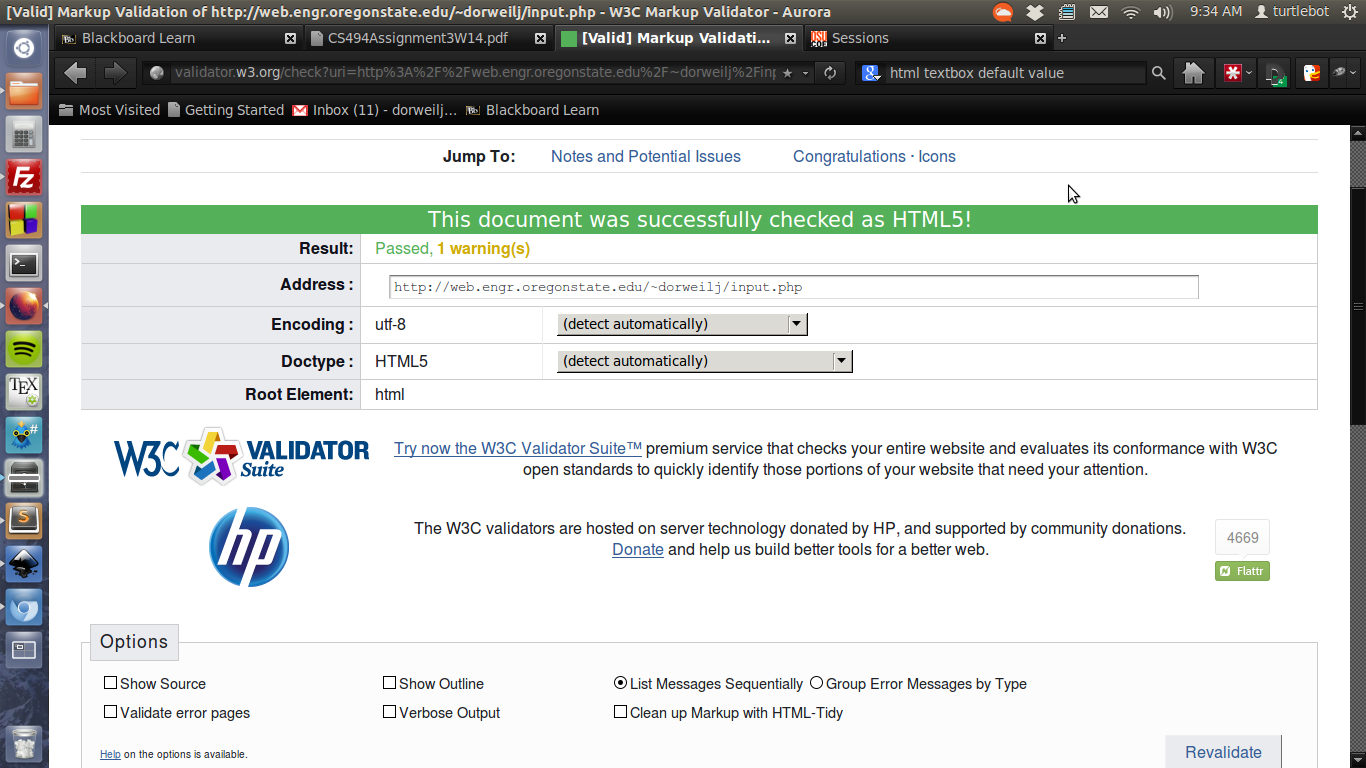 [Valid] Markup Validation of http://web.engr.oregonstate.edu/~dorweilj/input.php - W3C Markup Validator - Aurora
9:34 AM turtlebot
Bb Blackboard Learn
CS494Assignment3W14.pdf
[Valid] Markup Validati...
OSU COE Sessions
validator.w3.org/check?uri=http%3A%2F%2Fweb.engr.oregonstate.edu%2F~dorweilj%2Finp
html textbox default value
4
Most Visited Getting Started Inbox (11) - dorweilj... Bb Blackboard Learn
Fz
TEX
#
S
Jump To: Notes and Potential Issues Congratulations · Icons
This document was successfully checked as HTML5!
Result: Passed, 1 warning(s)
Address : http://web.engr.oregonstate.edu/~dorweilj/input.php
Encoding : utf-8 (detect automatically)
Doctype : HTML5 (detect automatically)
Root Element: html
W3C VALIDATOR
Suite
Try now the W3C Validator Suite™ premium service that checks your entire website and evaluates its conformance with W3C
open standards to quickly identify those portions of your website that need your attention.
hp
The W3C validators are hosted on server technology donated by HP, and supported by community donations.
Donate and help us build better tools for a better web.
4669
Flattr
Options
Show Source Show Outline List Messages Sequentially Group Error Messages by Type
Validate error pages Verbose Output Clean up Markup with HTML-Tidy
Help on the options is available.
Revalidate